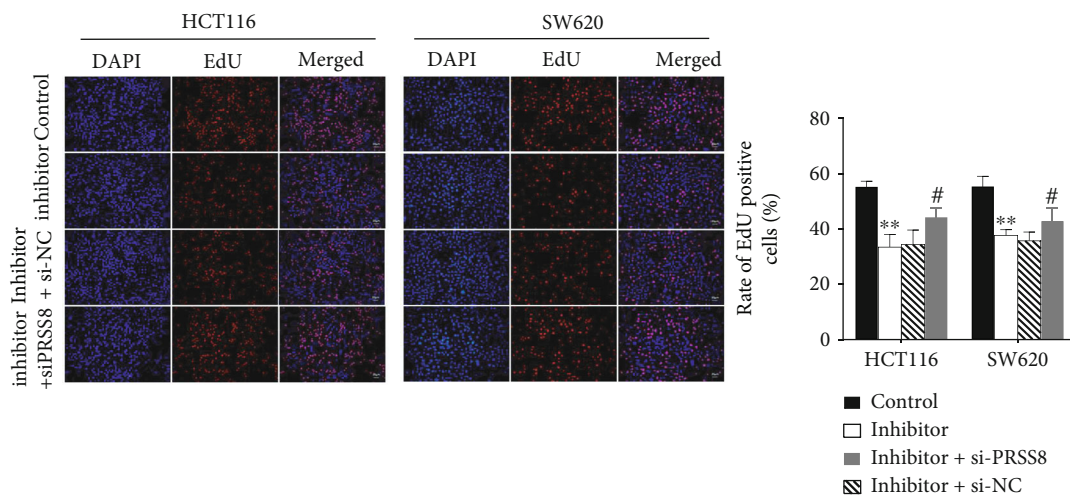 HCT116
SW620
DAPI EdU Merged
DAPI EdU Merged
Control
inhibitor
Inhibitor
+ si-NC
inhibitor
+siPRSS8
Rate of EdU positive
cells (%)
80
60
40
20
0
**
#
**
#
HCT116 SW620
Control
Inhibitor
Inhibitor + si-PRSS8
Inhibitor + si-NC